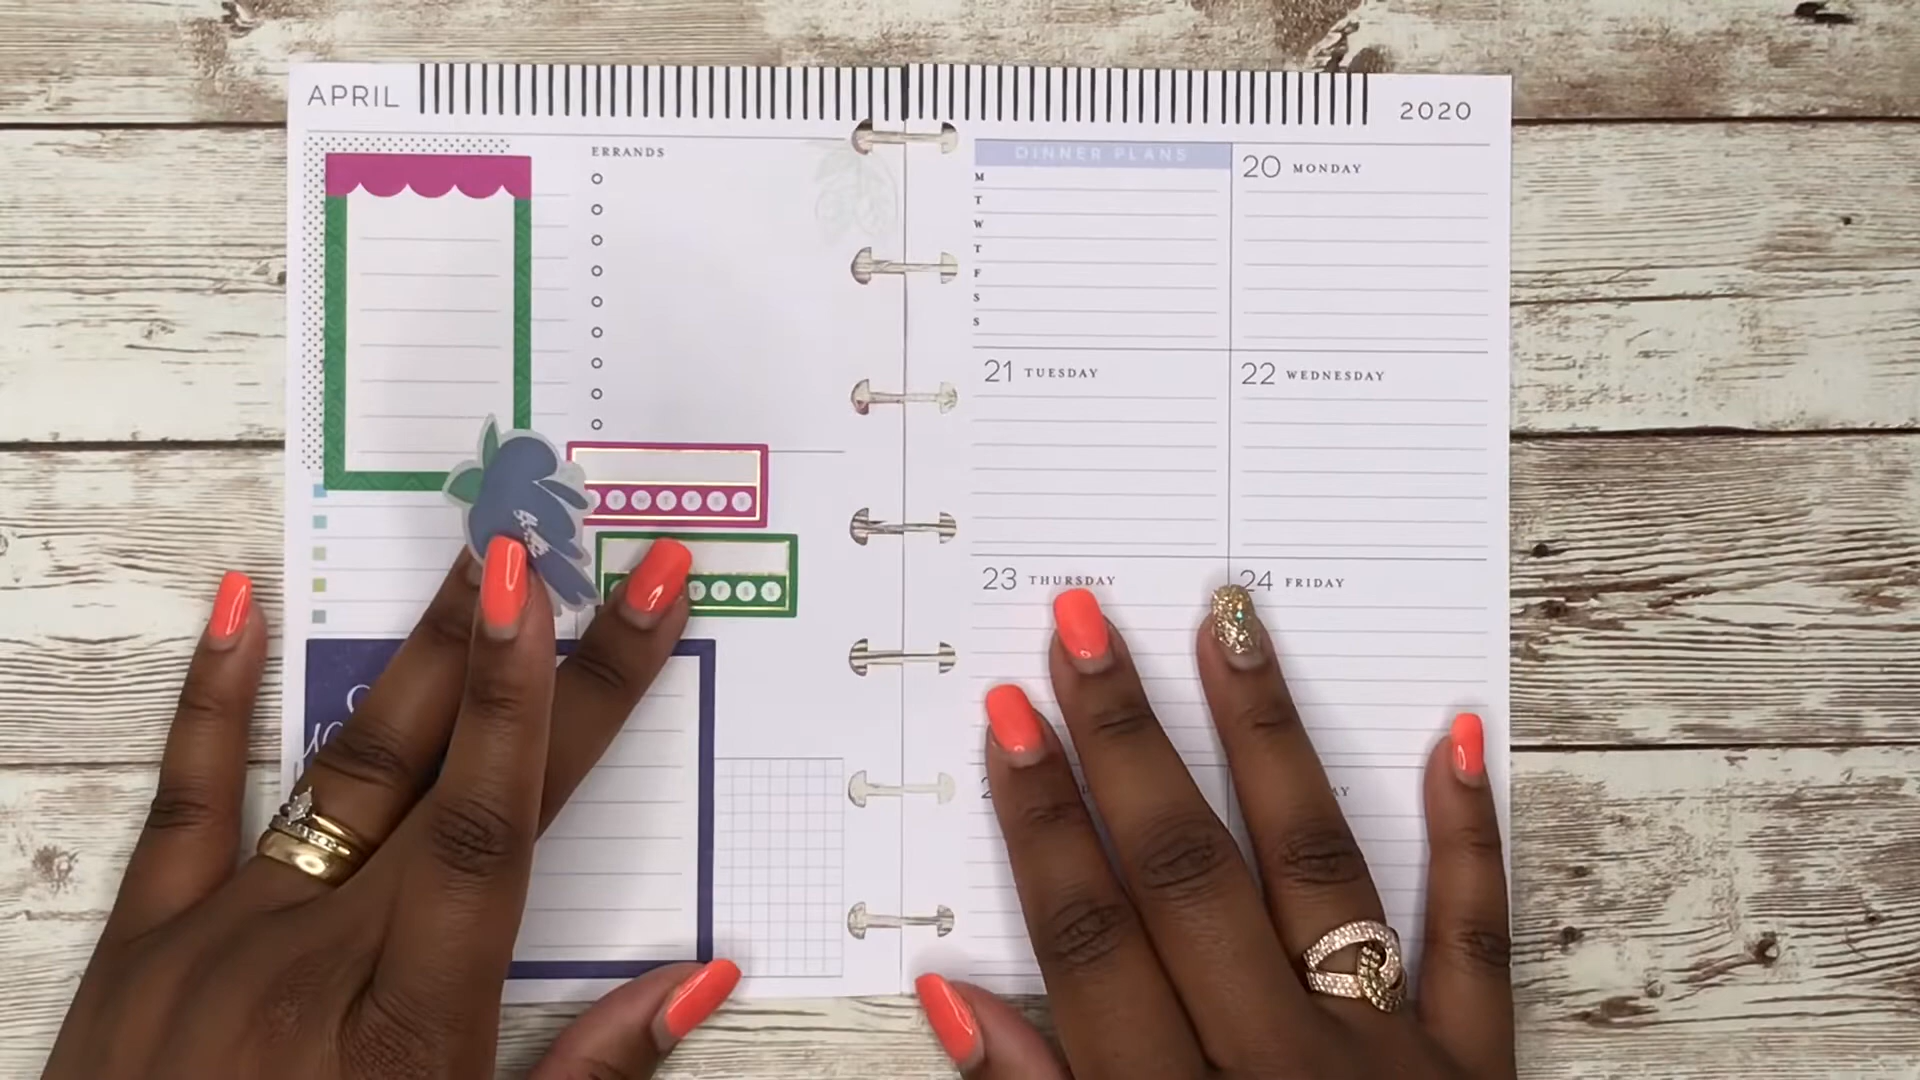 APRIL
2020
ERRANDS
T W T F S S
T F S S
DINNER PLANS
M
T
W
T
F
S
S
20 MONDAY
21 TUESDAY
22 WEDNESDAY
23 THURSDAY
24 FRIDAY